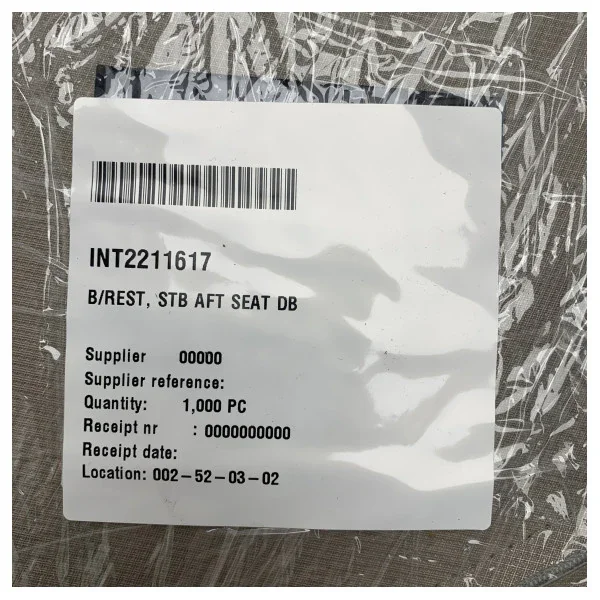 INT2211617
B/REST, STB AFT SEAT DB
Supplier 00000
Supplier reference:
Quantity: 1,000 PC
Receipt nr : 0000000000
Receipt date:
Location: 002-52-03-02